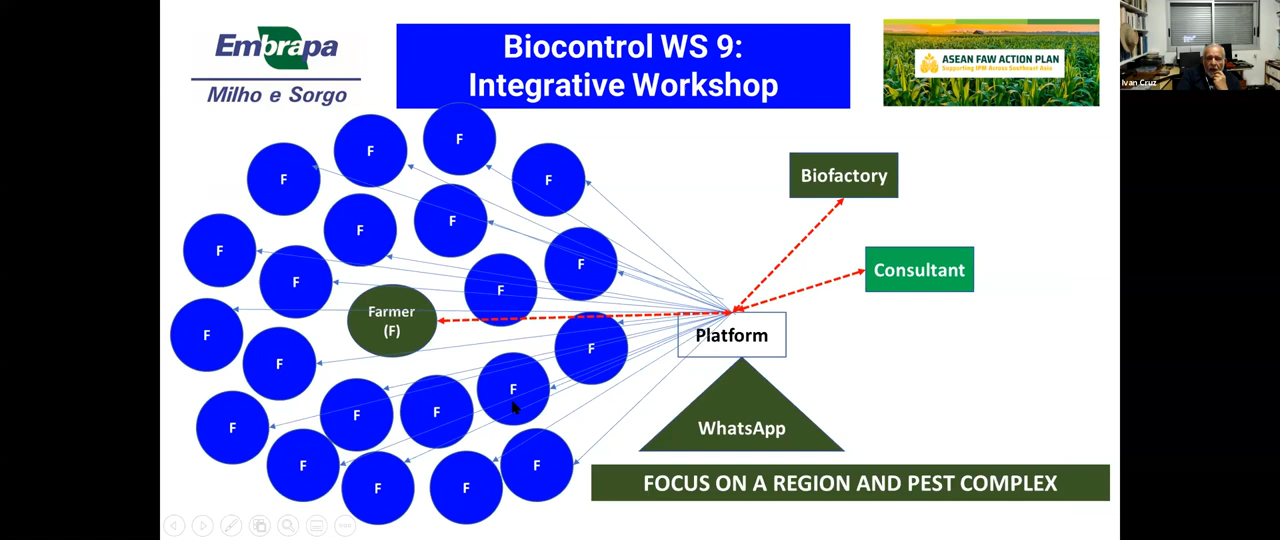 Embrapa
Milho e Sorgo
Biocontrol WS 9:
Integrative Workshop
ASEAN FAW ACTION PLAN
Supporting IPM Across Southeast Asia
Ivan Cruz
F
F
F
F
F
F
F
F
F
F
Farmer
(F)
F
F
F
F
F
F
F
F
F
F
F
Biofactory
Consultant
Platform
WhatsApp
FOCUS ON A REGION AND PEST COMPLEX